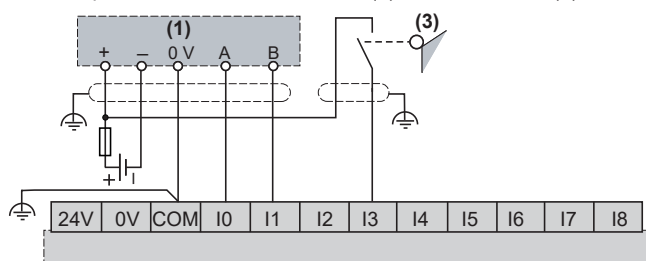 (1)
(3)
+ – 0 V A B
+ –
24V 0V COM I0 I1 I2 I3 I4 I5 I6 I7 I8